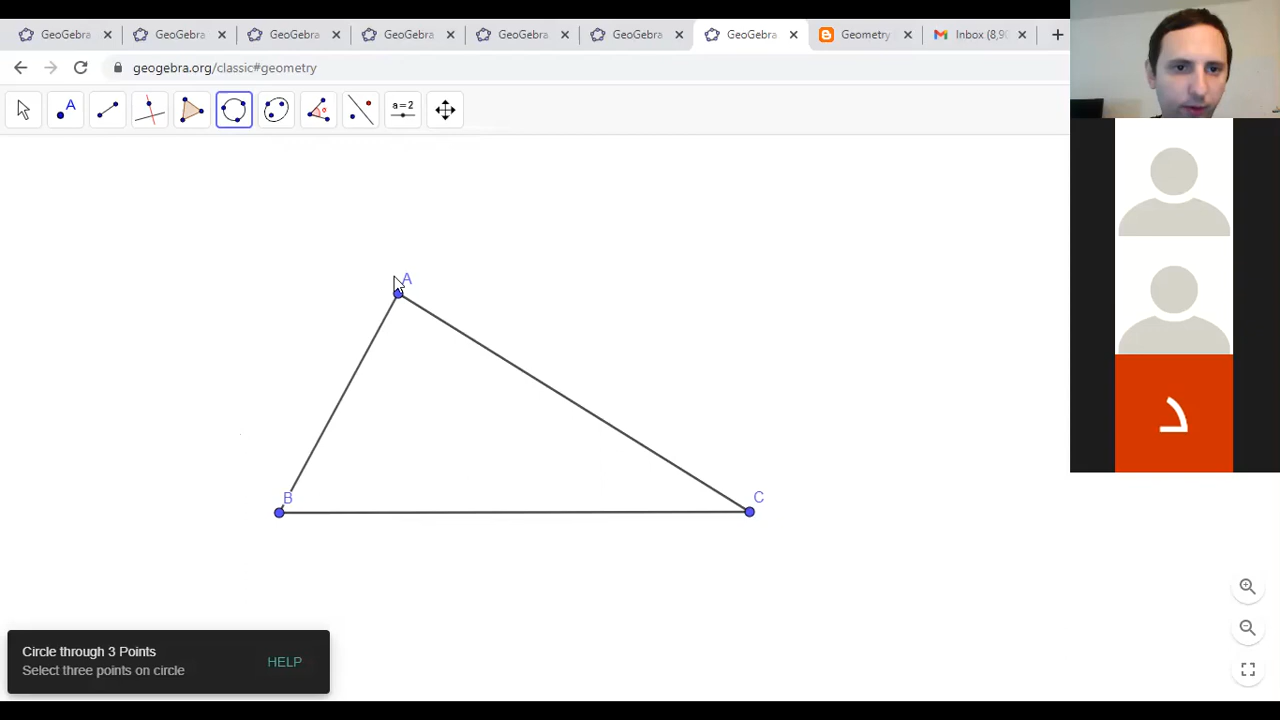 GeoGebra
GeoGebra
GeoGebra
GeoGebra
GeoGebra
GeoGebra
GeoGebra
Geometry
Inbox (8,9
geogebra.org/classic#geometry
A
a=2
A
B
C
Circle through 3 Points
Select three points on circle
HELP
ד